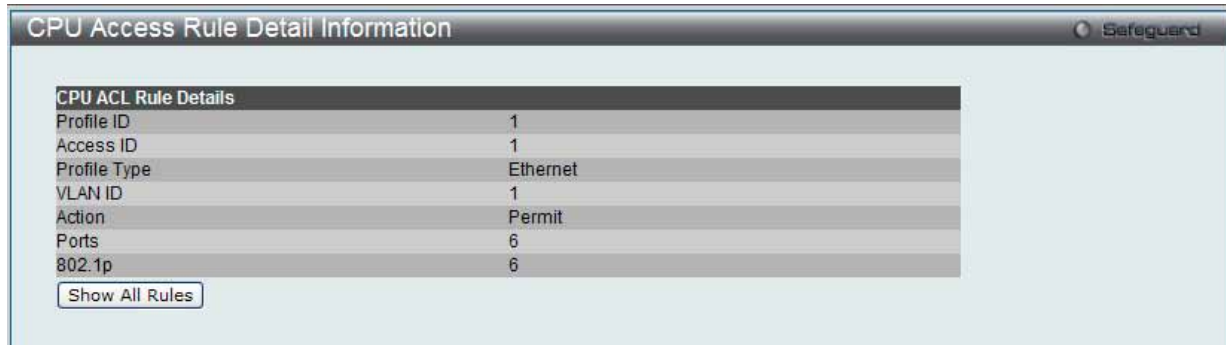 CPU Access Rule Detail Information
Safeguard
CPU ACL Rule Details
Profile ID 1
Access ID 1
Profile Type Ethernet
VLAN ID 1
Action Permit
Ports 6
802.1p 6
Show All Rules